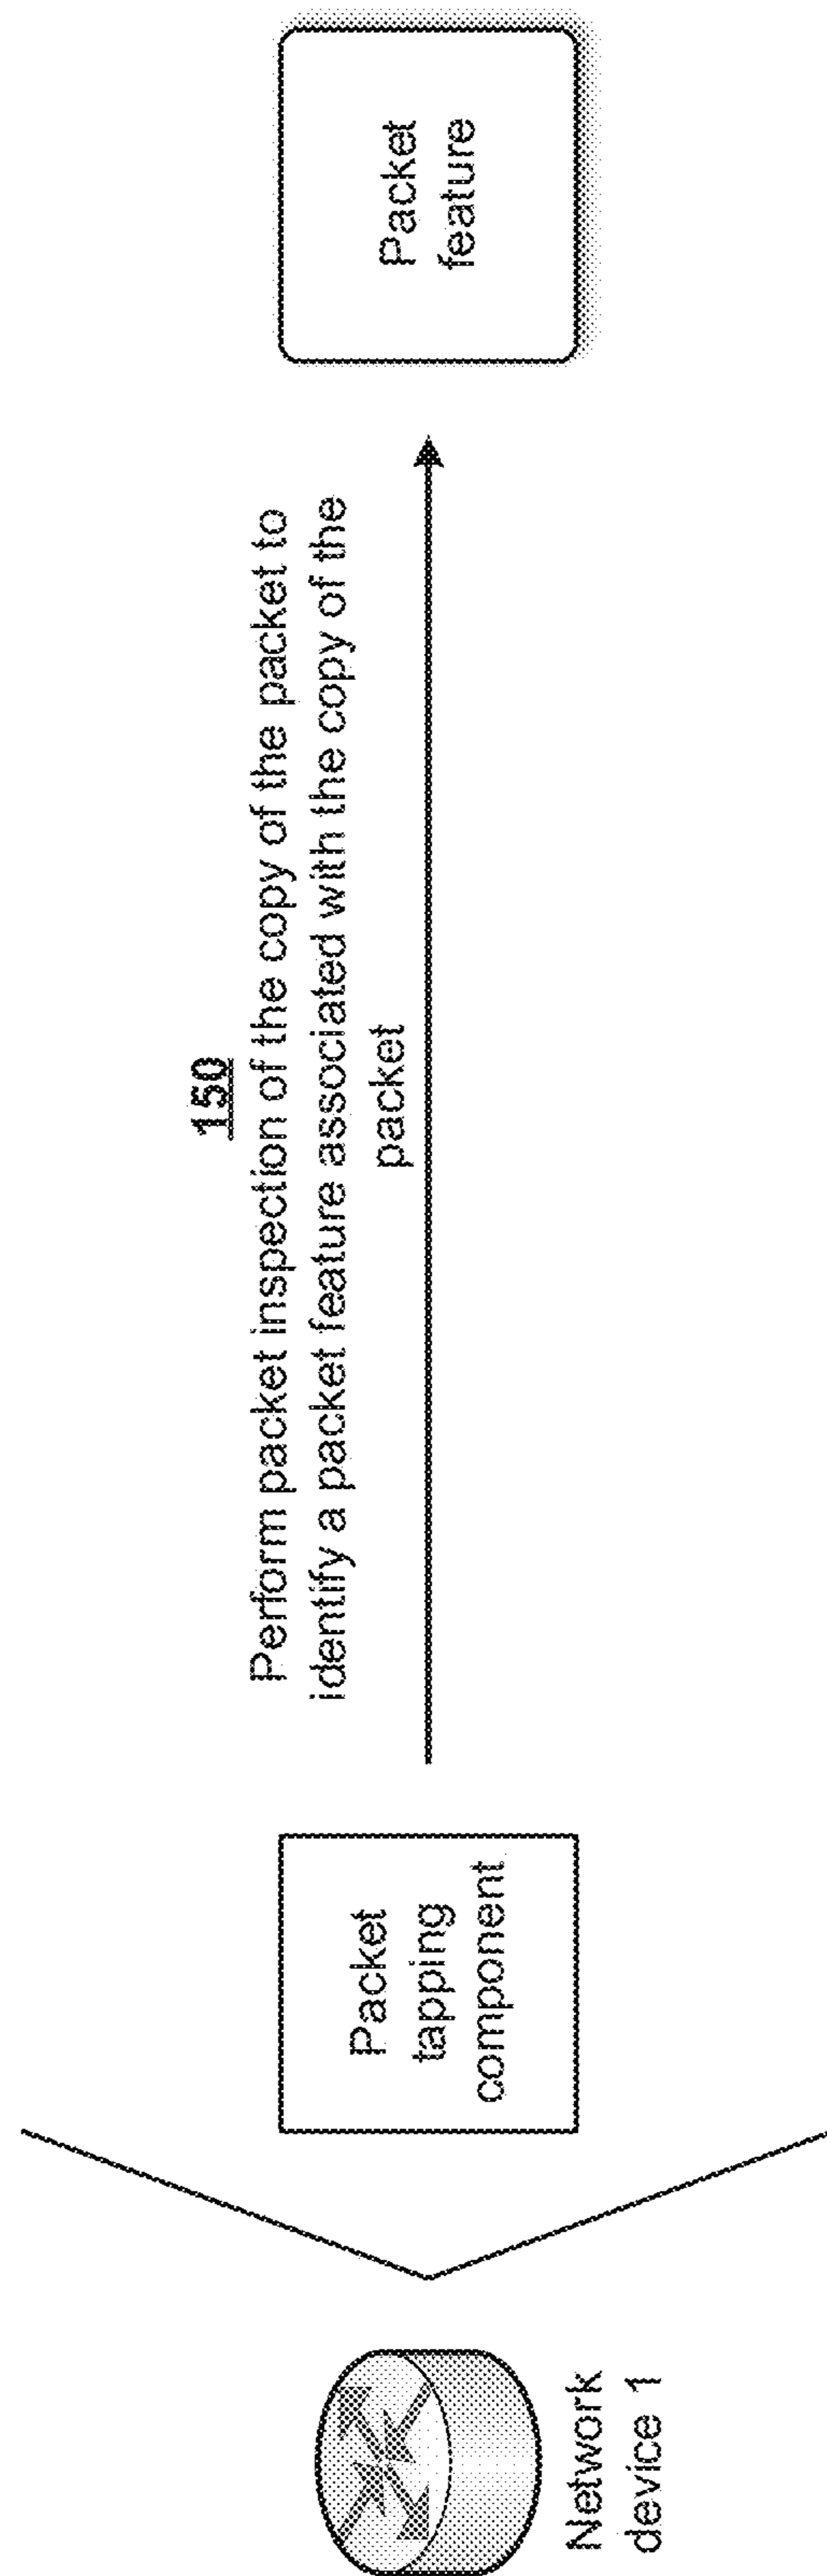 150
Perform packet inspection of the copy of the packet to
identify a packet feature associated with the copy of the
packet
Network
device 1
Packet
tapping
component
Packet
feature